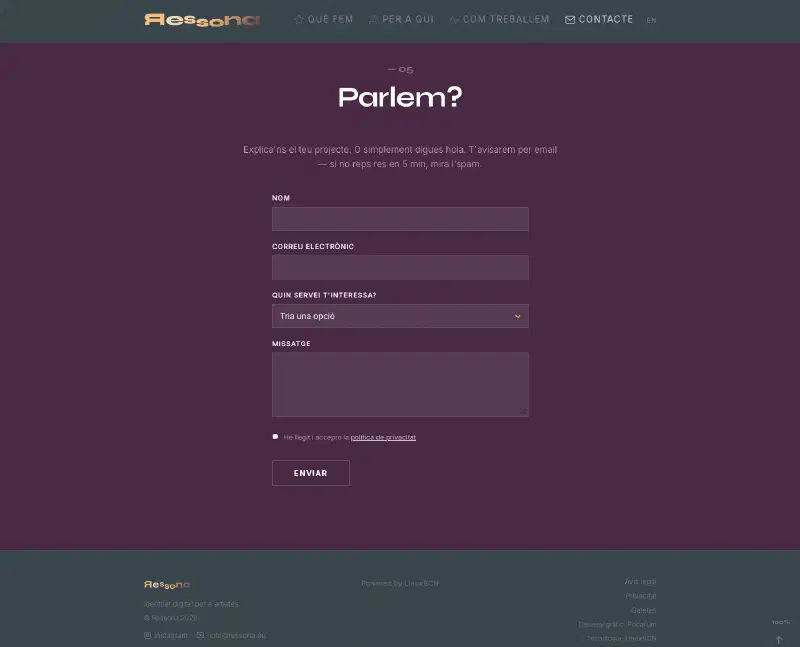 Ressona
QUÈ FEM
PER A QUI
COM TREBALLEM
CONTACTE
EN
— 05
Parlem?
Explica'ns el teu projecte. O simplement digues hola. T'avisarem per email
— si no reps res en 5 min, mira l'spam.
NOM
CORREU ELECTRÒNIC
QUIN SERVEI T'INTERESSA?
Tria una opció
MISSATGE
He llegit i accepto la política de privacitat
ENVIAR
Ressona
Identitat digital per a artistes.
© Ressona 2026
Instagram
hola@ressona.eu
Powered by LinuxBCN
Avís legal
Privacitat
Galetes
Disseny gràfic:
Tecnologia: LinuxBCN
100%